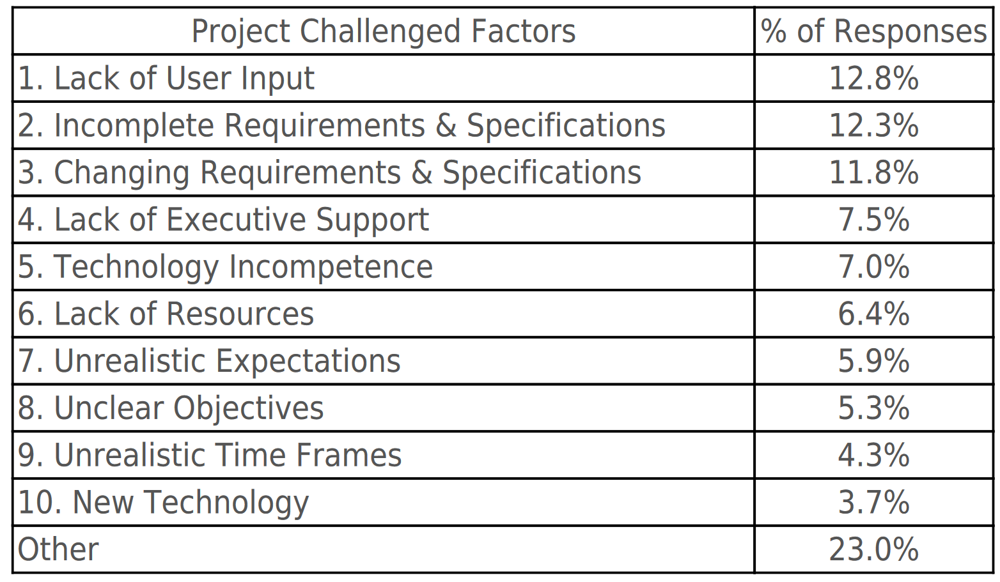 Project Challenged Factors % of Responses
1. Lack of User Input 12.8%
2. Incomplete Requirements & Specifications 12.3%
3. Changing Requirements & Specifications 11.8%
4. Lack of Executive Support 7.5%
5. Technology Incompetence 7.0%
6. Lack of Resources 6.4%
7. Unrealistic Expectations 5.9%
8. Unclear Objectives 5.3%
9. Unrealistic Time Frames 4.3%
10. New Technology 3.7%
Other 23.0%